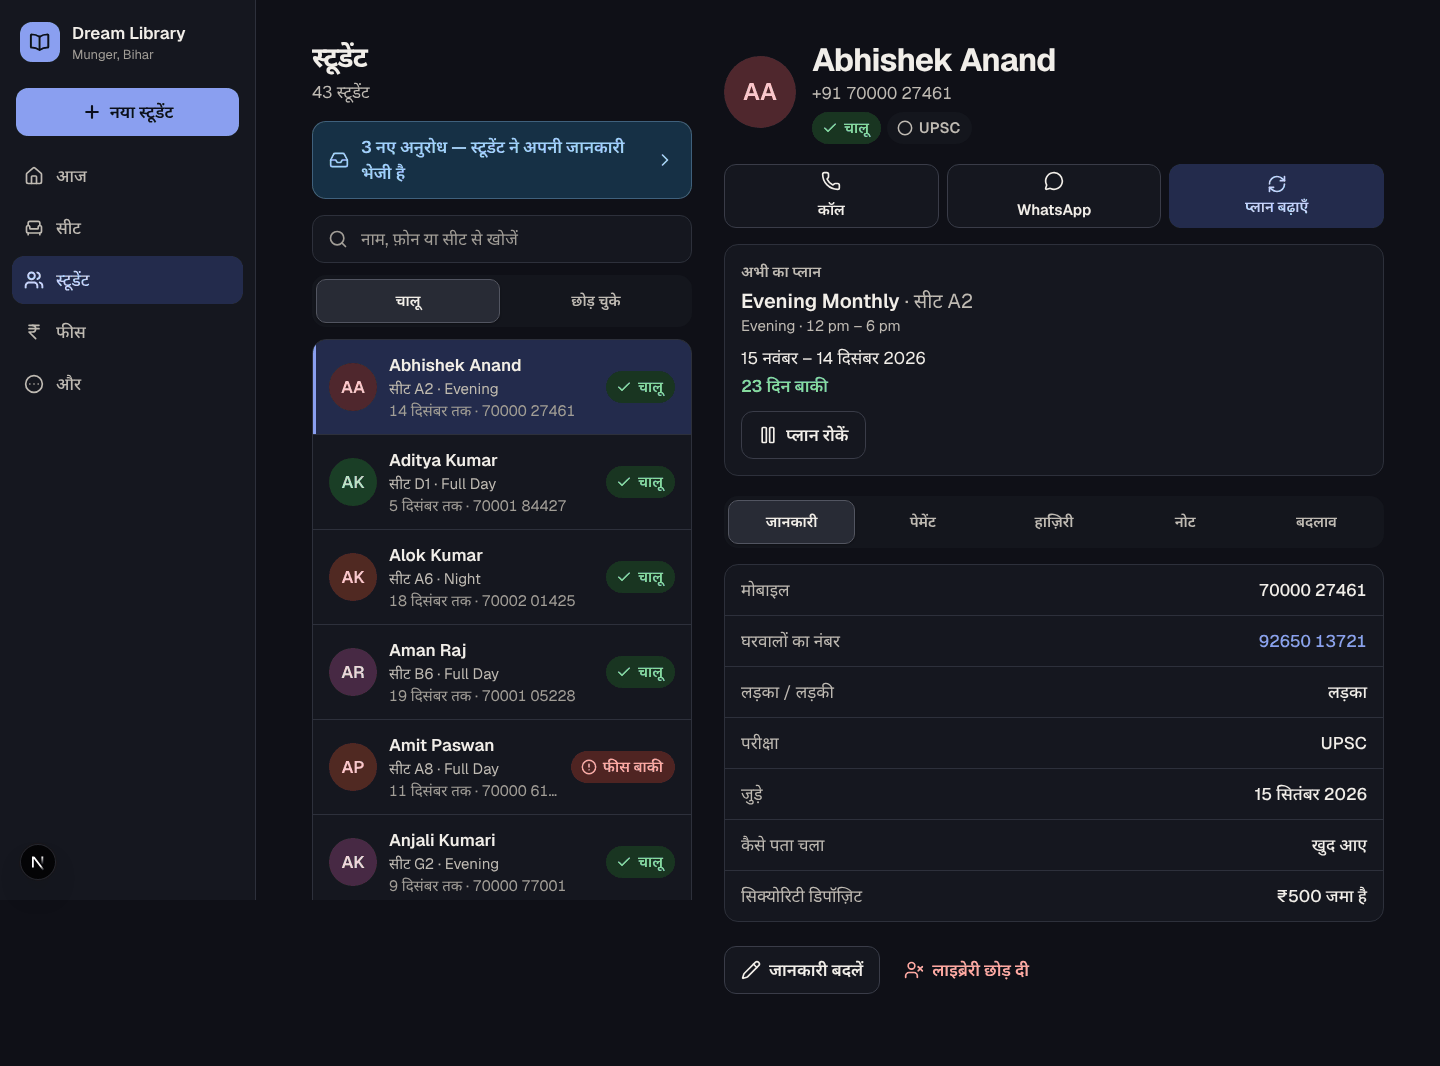 Dream Library
Munger, Bihar
नया स्टूडेंट
आज
सीट
स्टूडेंट
फीस
और
N
स्टूडेंट
43 स्टूडेंट
3 नए अनुरोध — स्टूडेंट ने अपनी जानकारी
भेजी है
नाम, फ़ोन या सीट से खोजें
चालू
छोड़ चुके
AA
Abhishek Anand
सीट A2 · Evening
14 दिसंबर तक · 70000 27461
चालू
AK
Aditya Kumar
सीट D1 · Full Day
5 दिसंबर तक · 70001 84427
चालू
AK
Alok Kumar
सीट A6 · Night
18 दिसंबर तक · 70002 01425
चालू
AR
Aman Raj
सीट B6 · Full Day
19 दिसंबर तक · 70001 05228
चालू
AP
Amit Paswan
सीट A8 · Full Day
11 दिसंबर तक · 70000 61…
फीस बाकी
AK
Anjali Kumari
सीट G2 · Evening
9 दिसंबर तक · 70000 77001
चालू
AA
Abhishek Anand
+91 70000 27461
चालू
UPSC
कॉल
WhatsApp
प्लान बढ़ाएँ
अभी का प्लान
Evening Monthly · सीट A2
Evening · 12 pm – 6 pm
15 नवंबर – 14 दिसंबर 2026
23 दिन बाकी
प्लान रोकें
जानकारी
पेमेंट
हाज़िरी
नोट
बदलाव
मोबाइल
70000 27461
घरवालों का नंबर
92650 13721
लड़का / लड़की
लड़का
परीक्षा
UPSC
जुड़े
15 सितंबर 2026
कैसे पता चला
खुद आए
सिक्योरिटी डिपॉज़िट
₹500 जमा है
जानकारी बदलें
लाइब्रेरी छोड़ दी